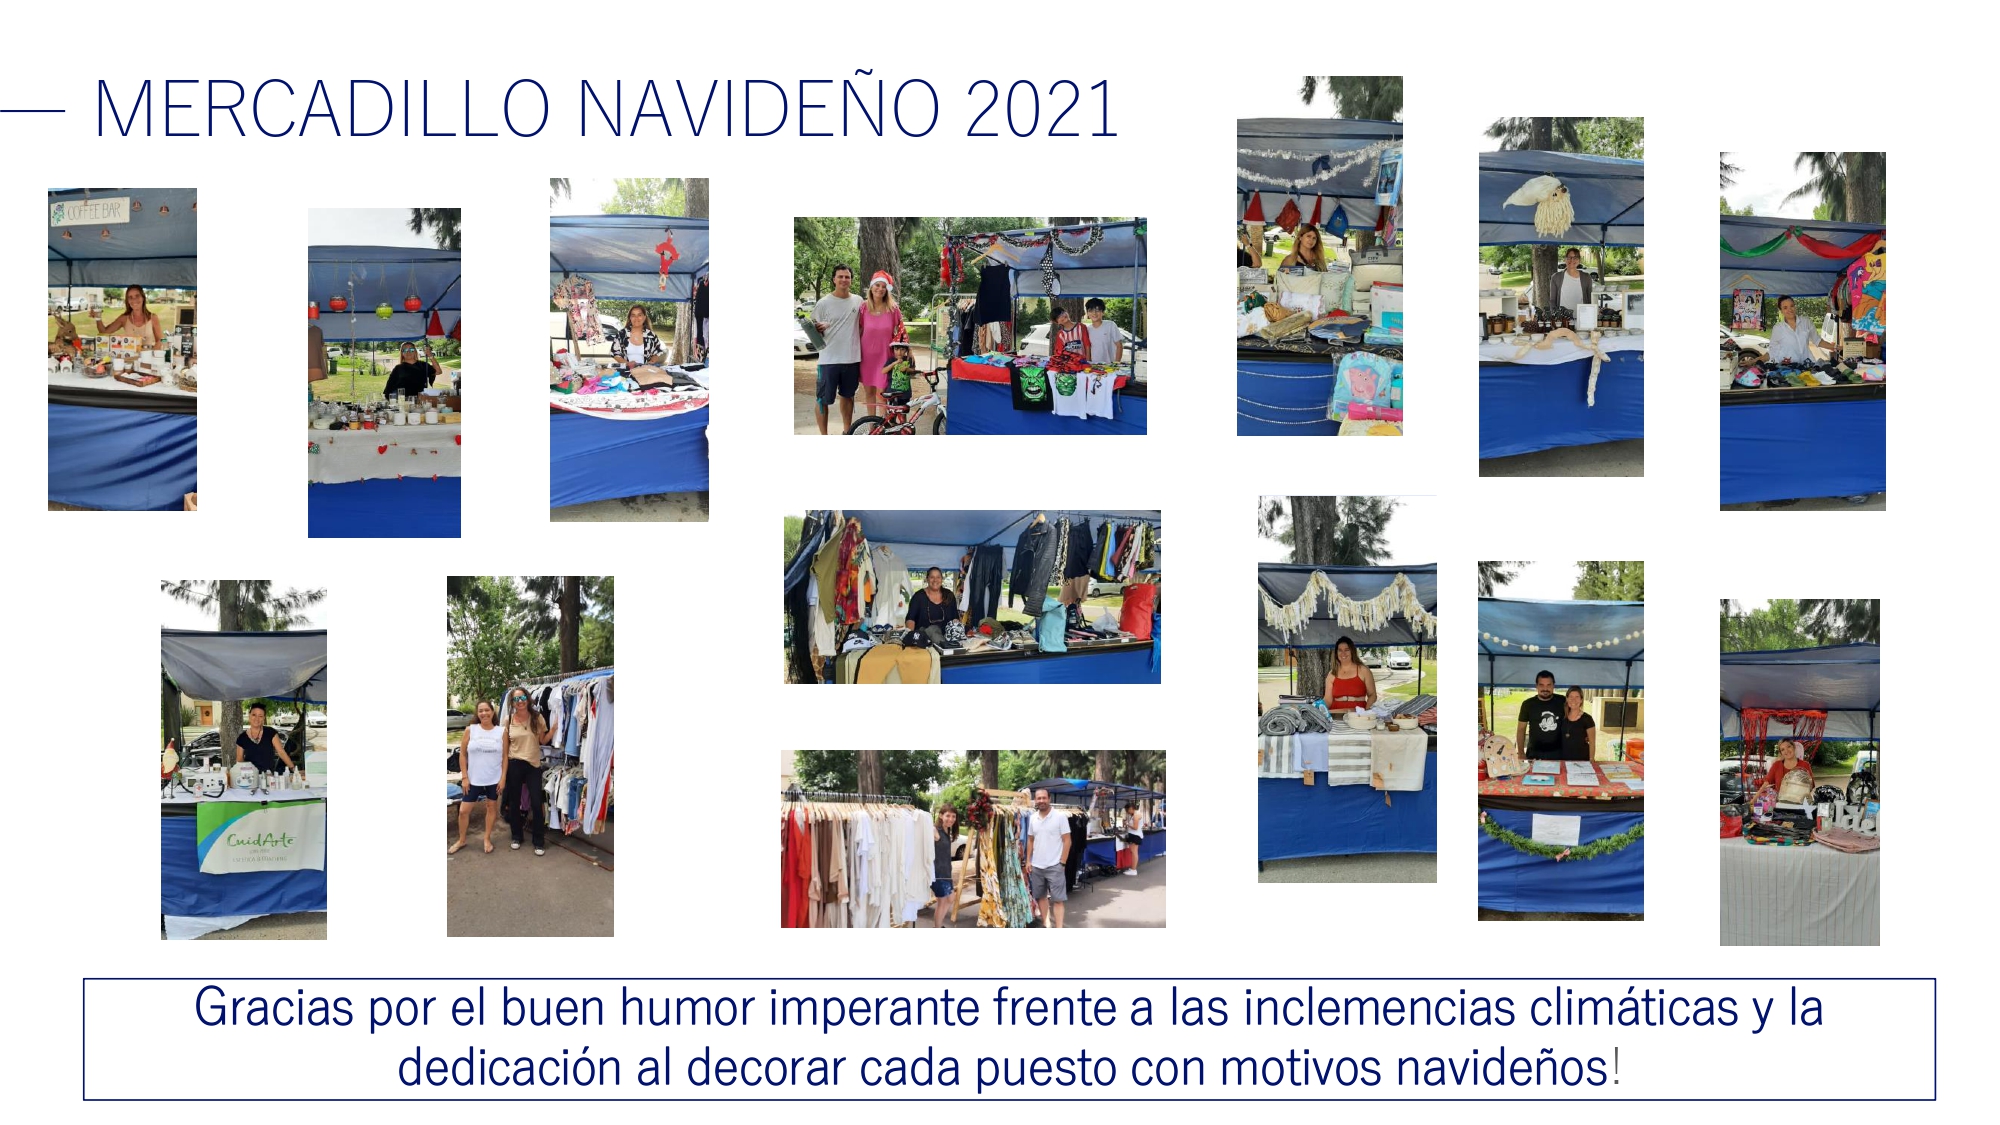 MERCADILLO NAVIDEÑO 2021
COFFEE BAR
CuidArte
Gracias por el buen humor imperante frente a las inclemencias climáticas y la
dedicación al decorar cada puesto con motivos navideños!